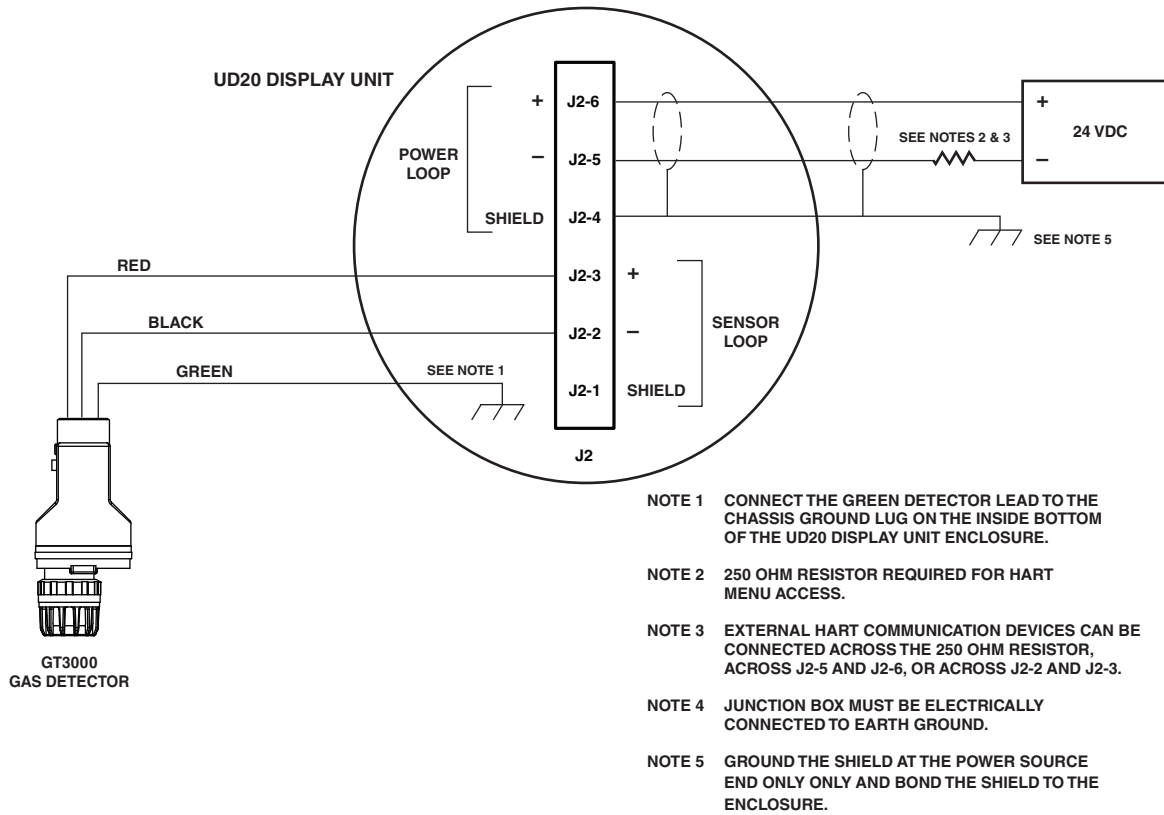 UD20 DISPLAY UNIT
+
J2-6
+
24 VDC
SEE NOTES 2 & 3
POWER
LOOP
–
J2-5
–
SHIELD
J2-4
SEE NOTE 5
RED
J2-3
+
BLACK
J2-2
–
SENSOR
LOOP
GREEN
SEE NOTE 1
J2-1
SHIELD
J2
GT3000
GAS DETECTOR
NOTE 1 CONNECT THE GREEN DETECTOR LEAD TO THE
CHASSIS GROUND LUG ON THE INSIDE BOTTOM
OF THE UD20 DISPLAY UNIT ENCLOSURE.
NOTE 2 250 OHM RESISTOR REQUIRED FOR HART
MENU ACCESS.
NOTE 3 EXTERNAL HART COMMUNICATION DEVICES CAN BE
CONNECTED ACROSS THE 250 OHM RESISTOR,
ACROSS J2-5 AND J2-6, OR ACROSS J2-2 AND J2-3.
NOTE 4 JUNCTION BOX MUST BE ELECTRICALLY
CONNECTED TO EARTH GROUND.
NOTE 5 GROUND THE SHIELD AT THE POWER SOURCE
END ONLY ONLY AND BOND THE SHIELD TO THE
ENCLOSURE.